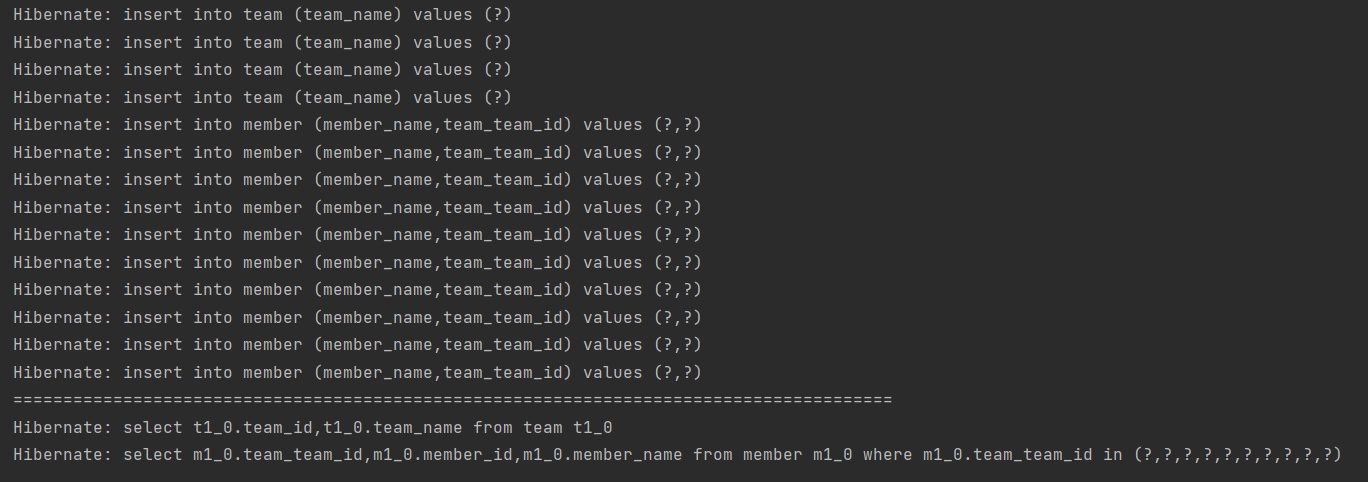 Hibernate: insert into team (team_name) values (?)
Hibernate: insert into team (team_name) values (?)
Hibernate: insert into team (team_name) values (?)
Hibernate: insert into team (team_name) values (?)
Hibernate: insert into member (member_name,team_team_id) values (?,?)
Hibernate: insert into member (member_name,team_team_id) values (?,?)
Hibernate: insert into member (member_name,team_team_id) values (?,?)
Hibernate: insert into member (member_name,team_team_id) values (?,?)
Hibernate: insert into member (member_name,team_team_id) values (?,?)
Hibernate: insert into member (member_name,team_team_id) values (?,?)
Hibernate: insert into member (member_name,team_team_id) values (?,?)
Hibernate: insert into member (member_name,team_team_id) values (?,?)
Hibernate: insert into member (member_name,team_team_id) values (?,?)
Hibernate: insert into member (member_name,team_team_id) values (?,?)
========================================================================================
Hibernate: select t1_0.team_id,t1_0.team_name from team t1_0
Hibernate: select m1_0.team_team_id,m1_0.member_id,m1_0.member_name from member m1_0 where m1_0.team_team_id in (?,?,?,?,?,?,?,?,?,?)